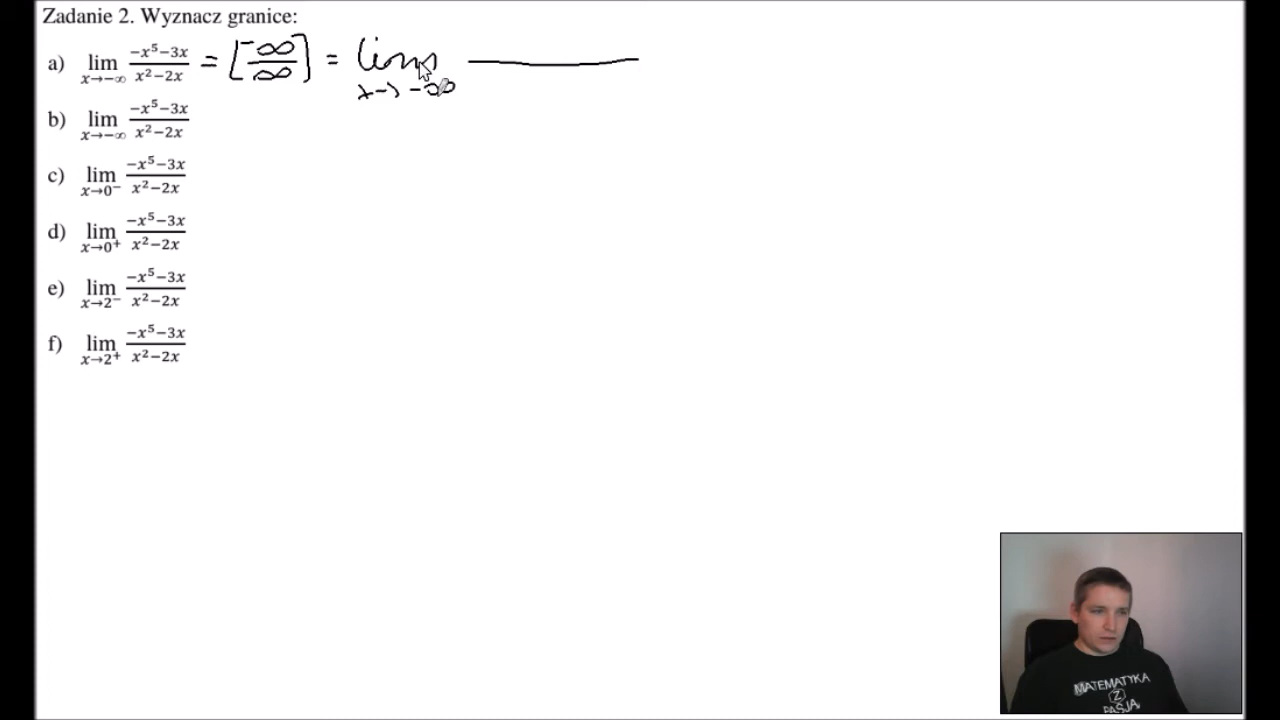 Zadanie 2. Wyznacz granice:
a) lim x→−∞ −x⁵−3x / x²−2x = [−∞ / ∞] = lim x→−∞
b) lim x→−∞ −x⁵−3x / x²−2x
c) lim x→0⁻ −x⁵−3x / x²−2x
d) lim x→0⁺ −x⁵−3x / x²−2x
e) lim x→2⁻ −x⁵−3x / x²−2x
f) lim x→2⁺ −x⁵−3x / x²−2x
MATEMATYKA
Z
PASJĄ